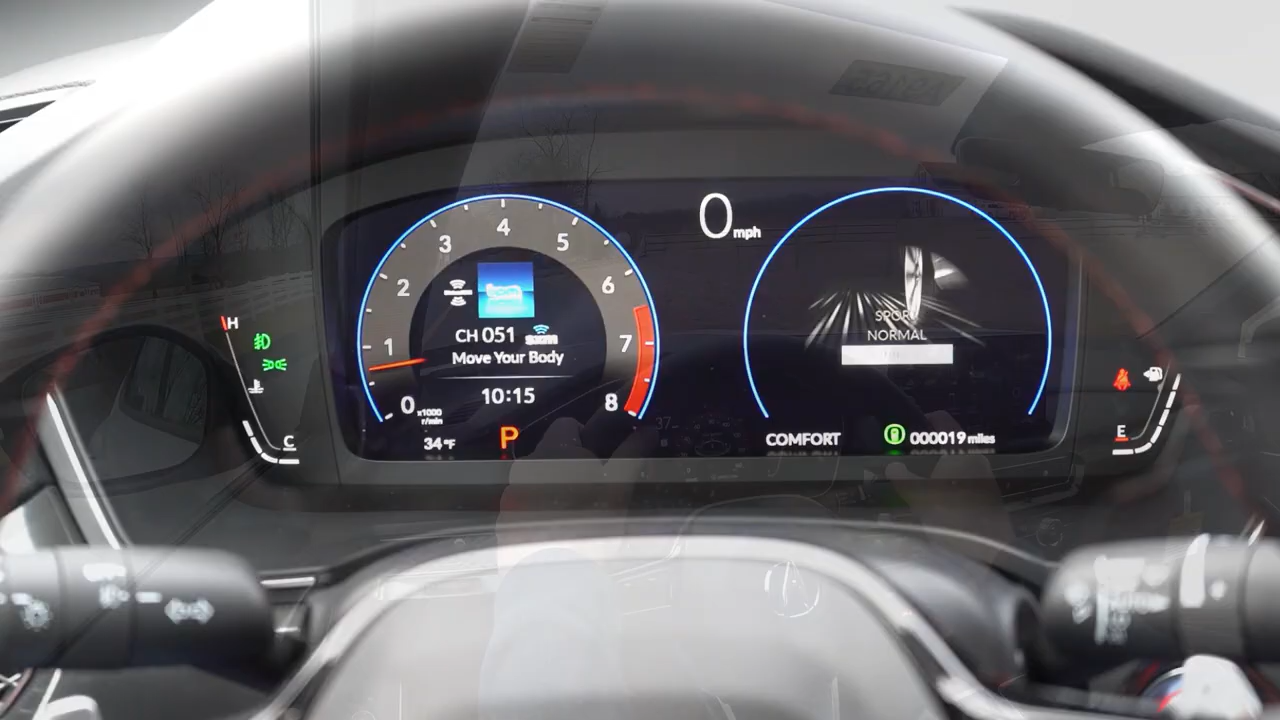 0 mph
4
3
5
2
6
1
7
0
8
x1000
r/min
CH 051
sxm
Move Your Body
10:15
34°F
P
SPORT
NORMAL
COMFORT
000019 miles
H
C
E